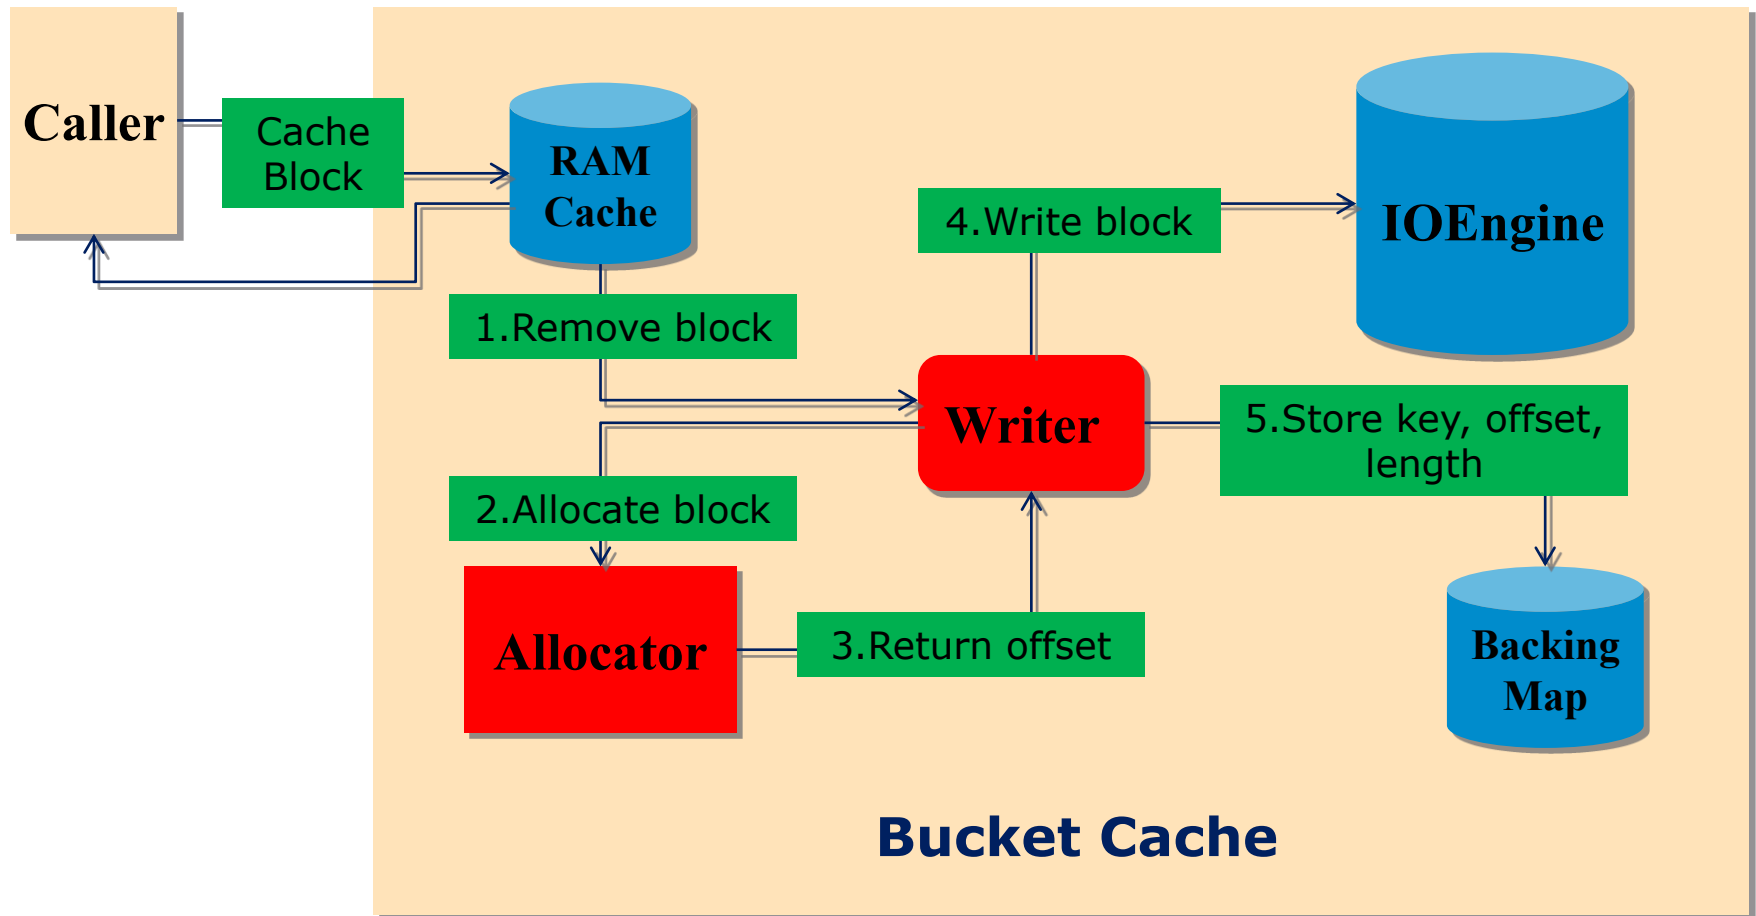 Caller
Cache
Block
RAM
Cache
4.Write block
IOEngine
1.Remove block
Writer
5.Store key, offset,
length
2.Allocate block
Allocator
3.Return offset
Backing
Map
Bucket Cache